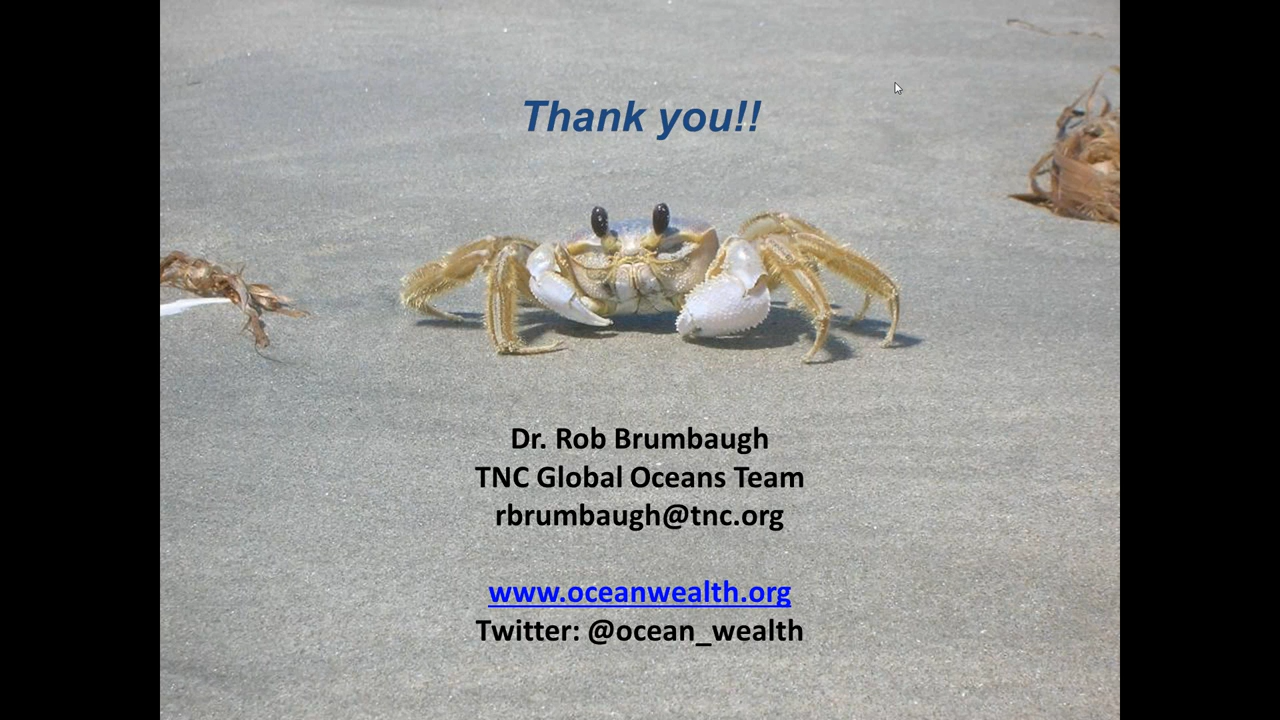 Thank you!!
Dr. Rob Brumbaugh
TNC Global Oceans Team
rbrumbaugh@tnc.org
www.oceanwealth.org
Twitter: @ocean_wealth